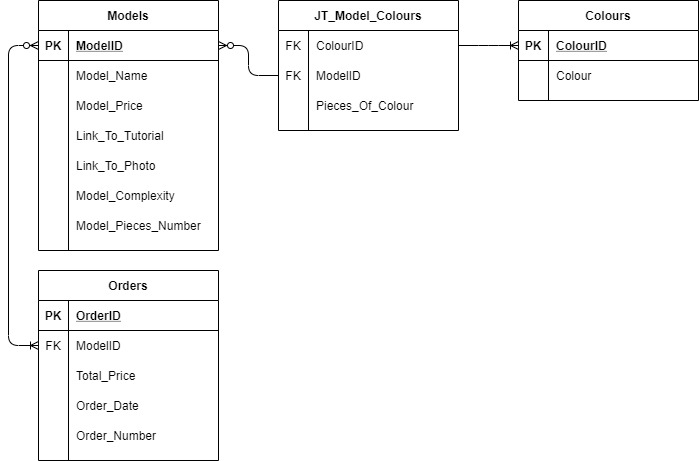 Models
PK ModelID
Model_Name
Model_Price
Link_To_Tutorial
Link_To_Photo
Model_Complexity
Model_Pieces_Number
JT_Model_Colours
FK ColourID
FK ModelID
Pieces_Of_Colour
Colours
PK ColourID
Colour
Orders
PK OrderID
FK ModelID
Total_Price
Order_Date
Order_Number